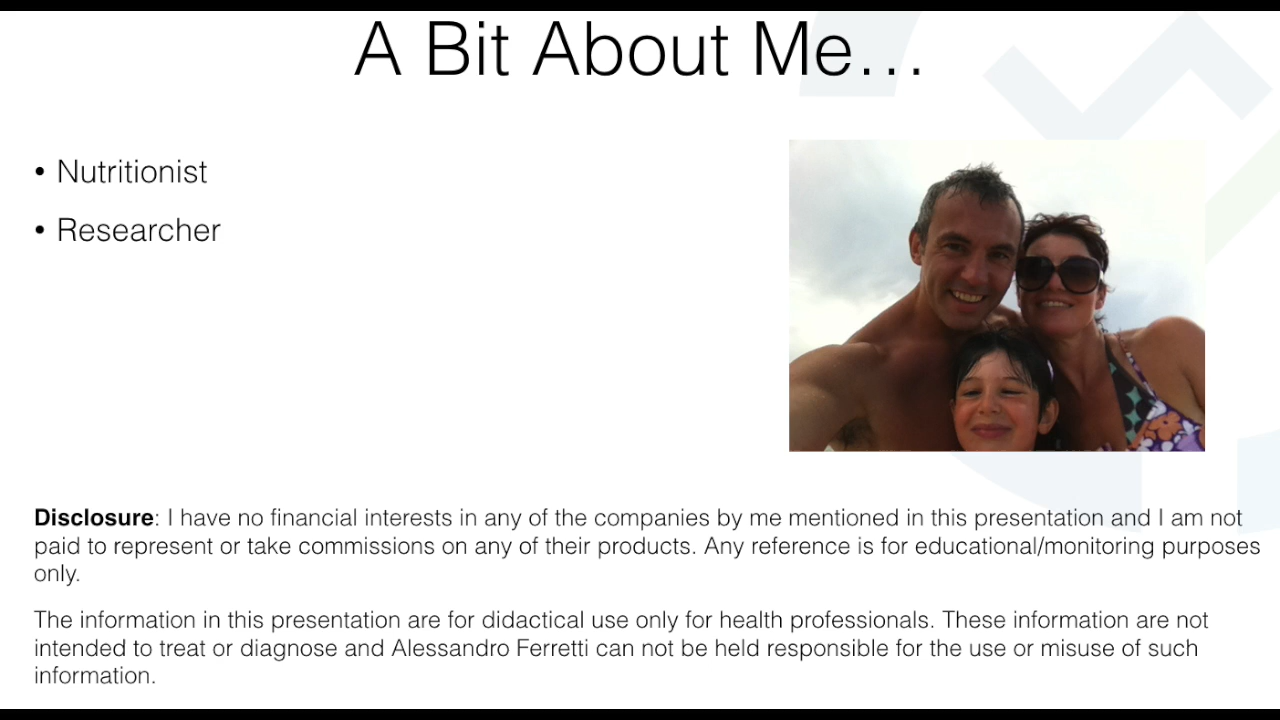 A Bit About Me...
• Nutritionist
• Researcher
Disclosure: I have no financial interests in any of the companies by me mentioned in this presentation and I am not
paid to represent or take commissions on any of their products. Any reference is for educational/monitoring purposes
only.
The information in this presentation are for didactical use only for health professionals. These information are not
intended to treat or diagnose and Alessandro Ferretti can not be held responsible for the use or misuse of such
information.